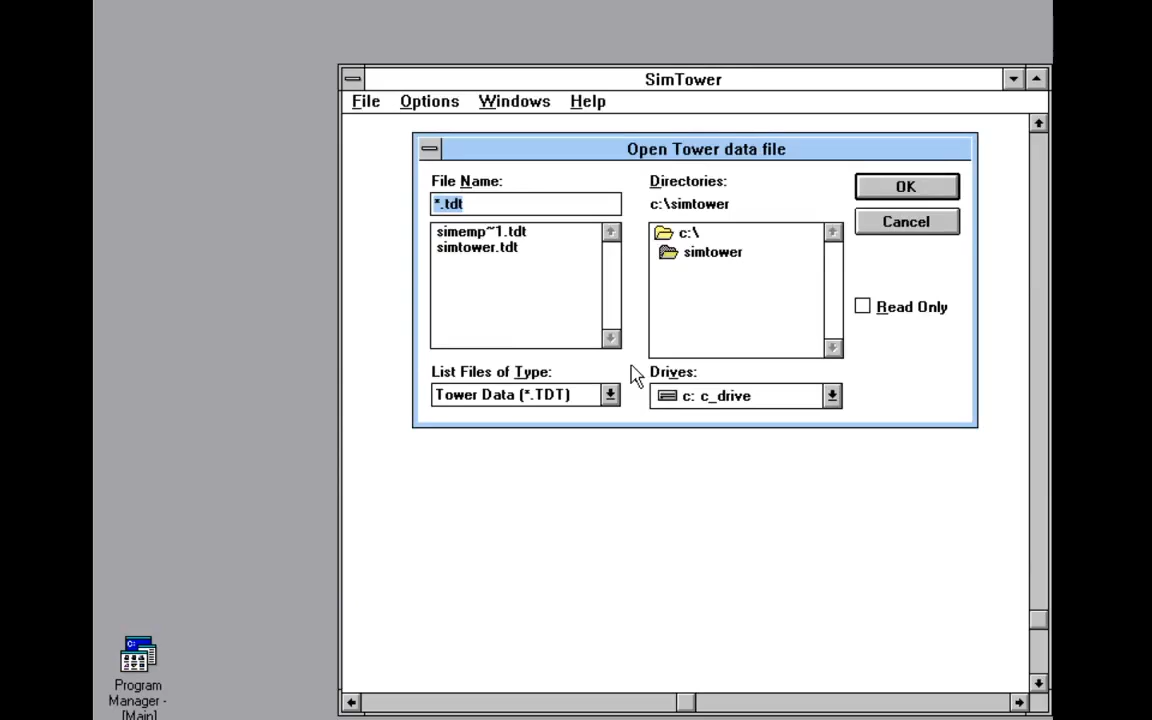 SimTower
File Options Windows Help
Open Tower data file
File Name:
*.tdt
simemp~1.tdt
simtower.tdt
List Files of Type:
Tower Data (*.TDT)
Directories:
c:\simtower
c:\
simtower
Drives:
c: c_drive
OK
Cancel
Read Only
C:
Program
Manager -
[Main]